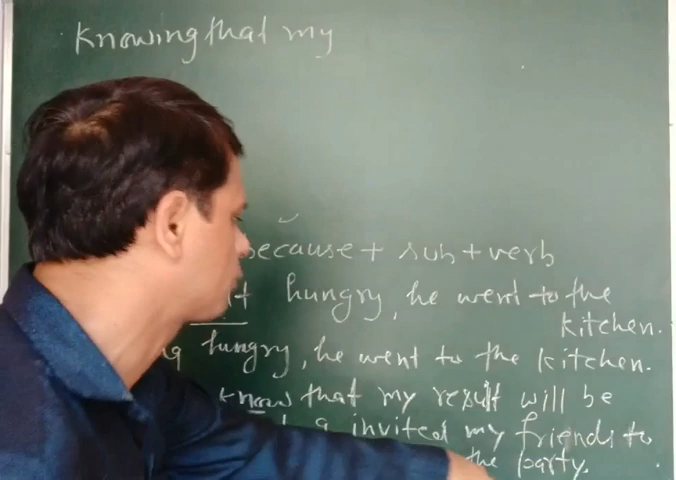 Knowing that my
because + sub + verb
hungry, he went to the
kitchen.
hungry, he went to the kitchen.
know that my result will be
invited my friends to
the party.